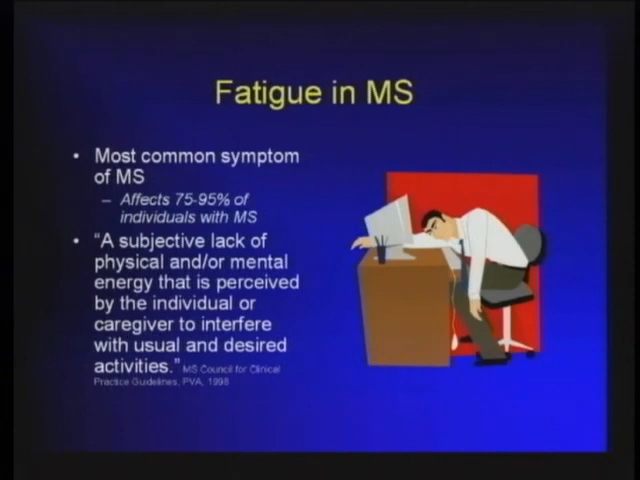 Fatigue in MS
• Most common symptom
of MS
– Affects 75-95% of
individuals with MS
• “A subjective lack of
physical and/or mental
energy that is perceived
by the individual or
caregiver to interfere
with usual and desired
activities.” MS Council for Clinical
Practice Guidelines, PVA, 1998